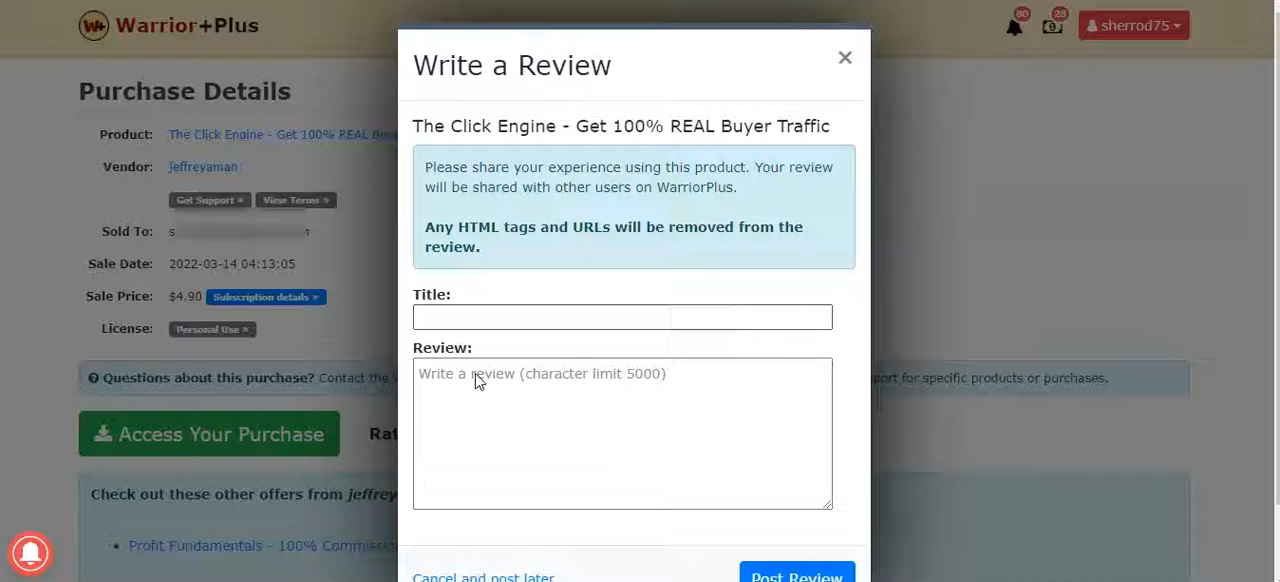 Warrior+Plus
80
28
sherrod75
Write a Review
×
Purchase Details
The Click Engine - Get 100% REAL Buyer Traffic
Product: The Click Engine - Get 100% REAL
Please share your experience using this product. Your review
will be shared with other users on WarriorPlus.
Any HTML tags and URLs will be removed from the
review.
Vendor: jeffreyaman
Get Support » View Terms »
Sold To: s
Sale Date: 2022-03-14 04:13:05
Sale Price: $4.90 Subscription details »
License: Personal Use »
Title:
Review:
Write a review (character limit 5000)
Questions about this purchase? Contact the
port for specific products or purchases.
Access Your Purchase
Check out these other offers from jeffrey
Profit Fundamentals - 100%
Cancel and post later
Post Review